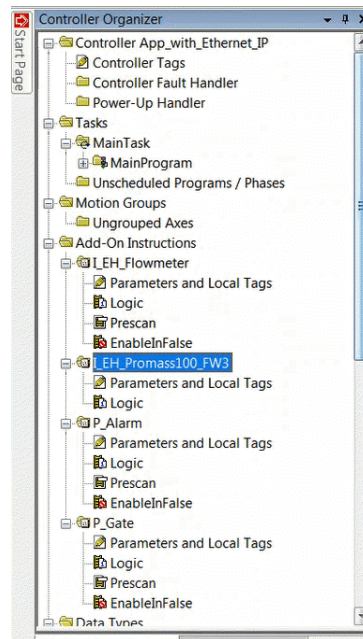 Controller Organizer
Start Page
Controller App_with_Ethernet_IP
Controller Tags
Controller Fault Handler
Power-Up Handler
Tasks
MainTask
MainProgram
Unscheduled Programs / Phases
Motion Groups
Ungrouped Axes
Add-On Instructions
I_EH_Flowmeter
Parameters and Local Tags
Logic
Prescan
EnableInFalse
I_EH_Promass100_FW3
Parameters and Local Tags
Logic
P_Alarm
Parameters and Local Tags
Logic
Prescan
EnableInFalse
P_Gate
Parameters and Local Tags
Logic
Prescan
EnableInFalse
Data Types